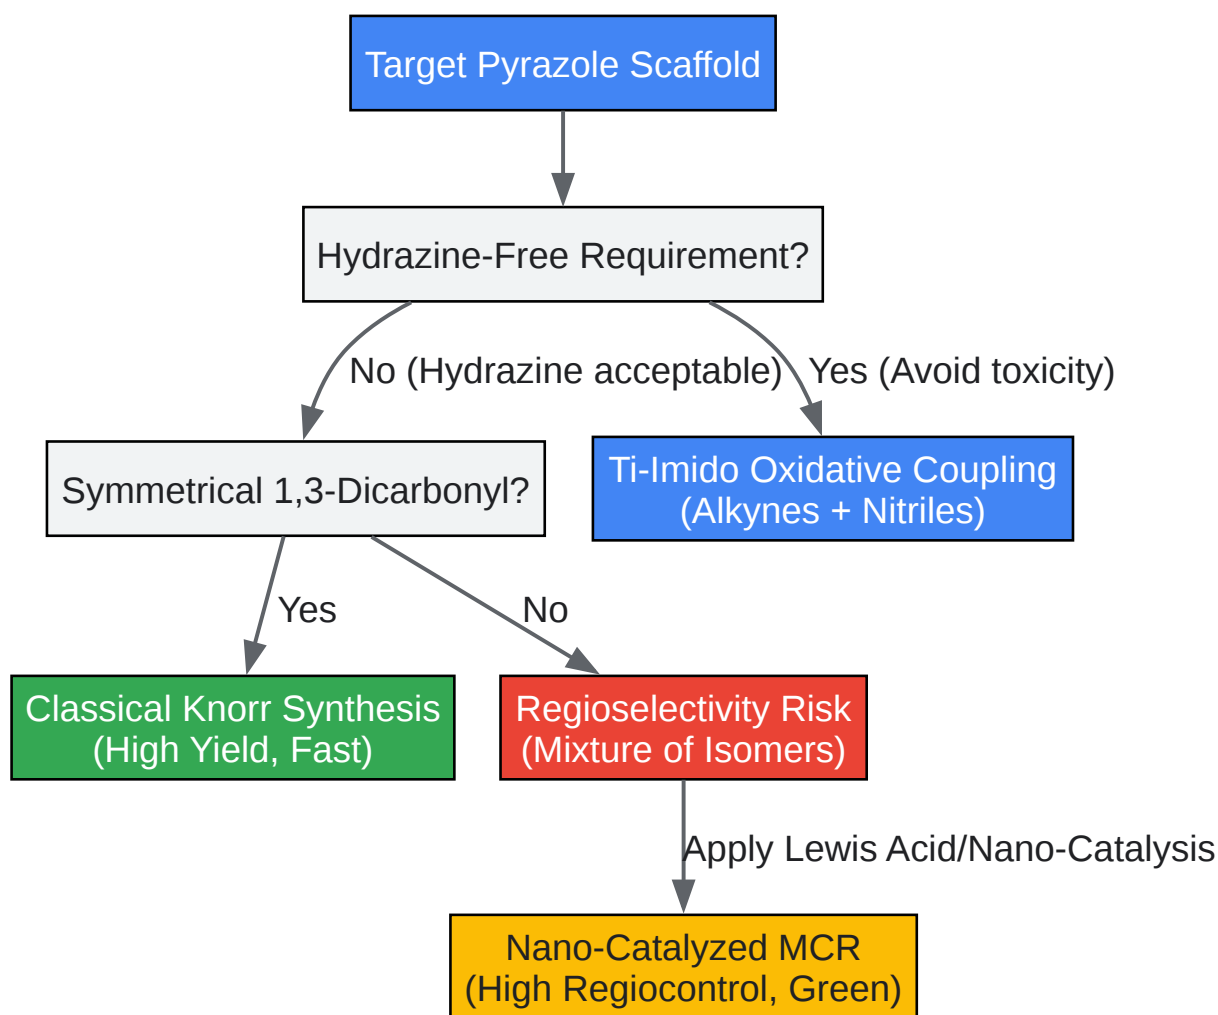 Target Pyrazole Scaffold
Hydrazine-Free Requirement?
No (Hydrazine acceptable)
Yes (Avoid toxicity)
Symmetrical 1,3-Dicarbonyl?
Ti-Imido Oxidative Coupling
(Alkynes + Nitriles)
Yes
No
Classical Knorr Synthesis
(High Yield, Fast)
Regioselectivity Risk
(Mixture of Isomers)
Apply Lewis Acid/Nano-Catalysis
Nano-Catalyzed MCR
(High Regiocontrol, Green)